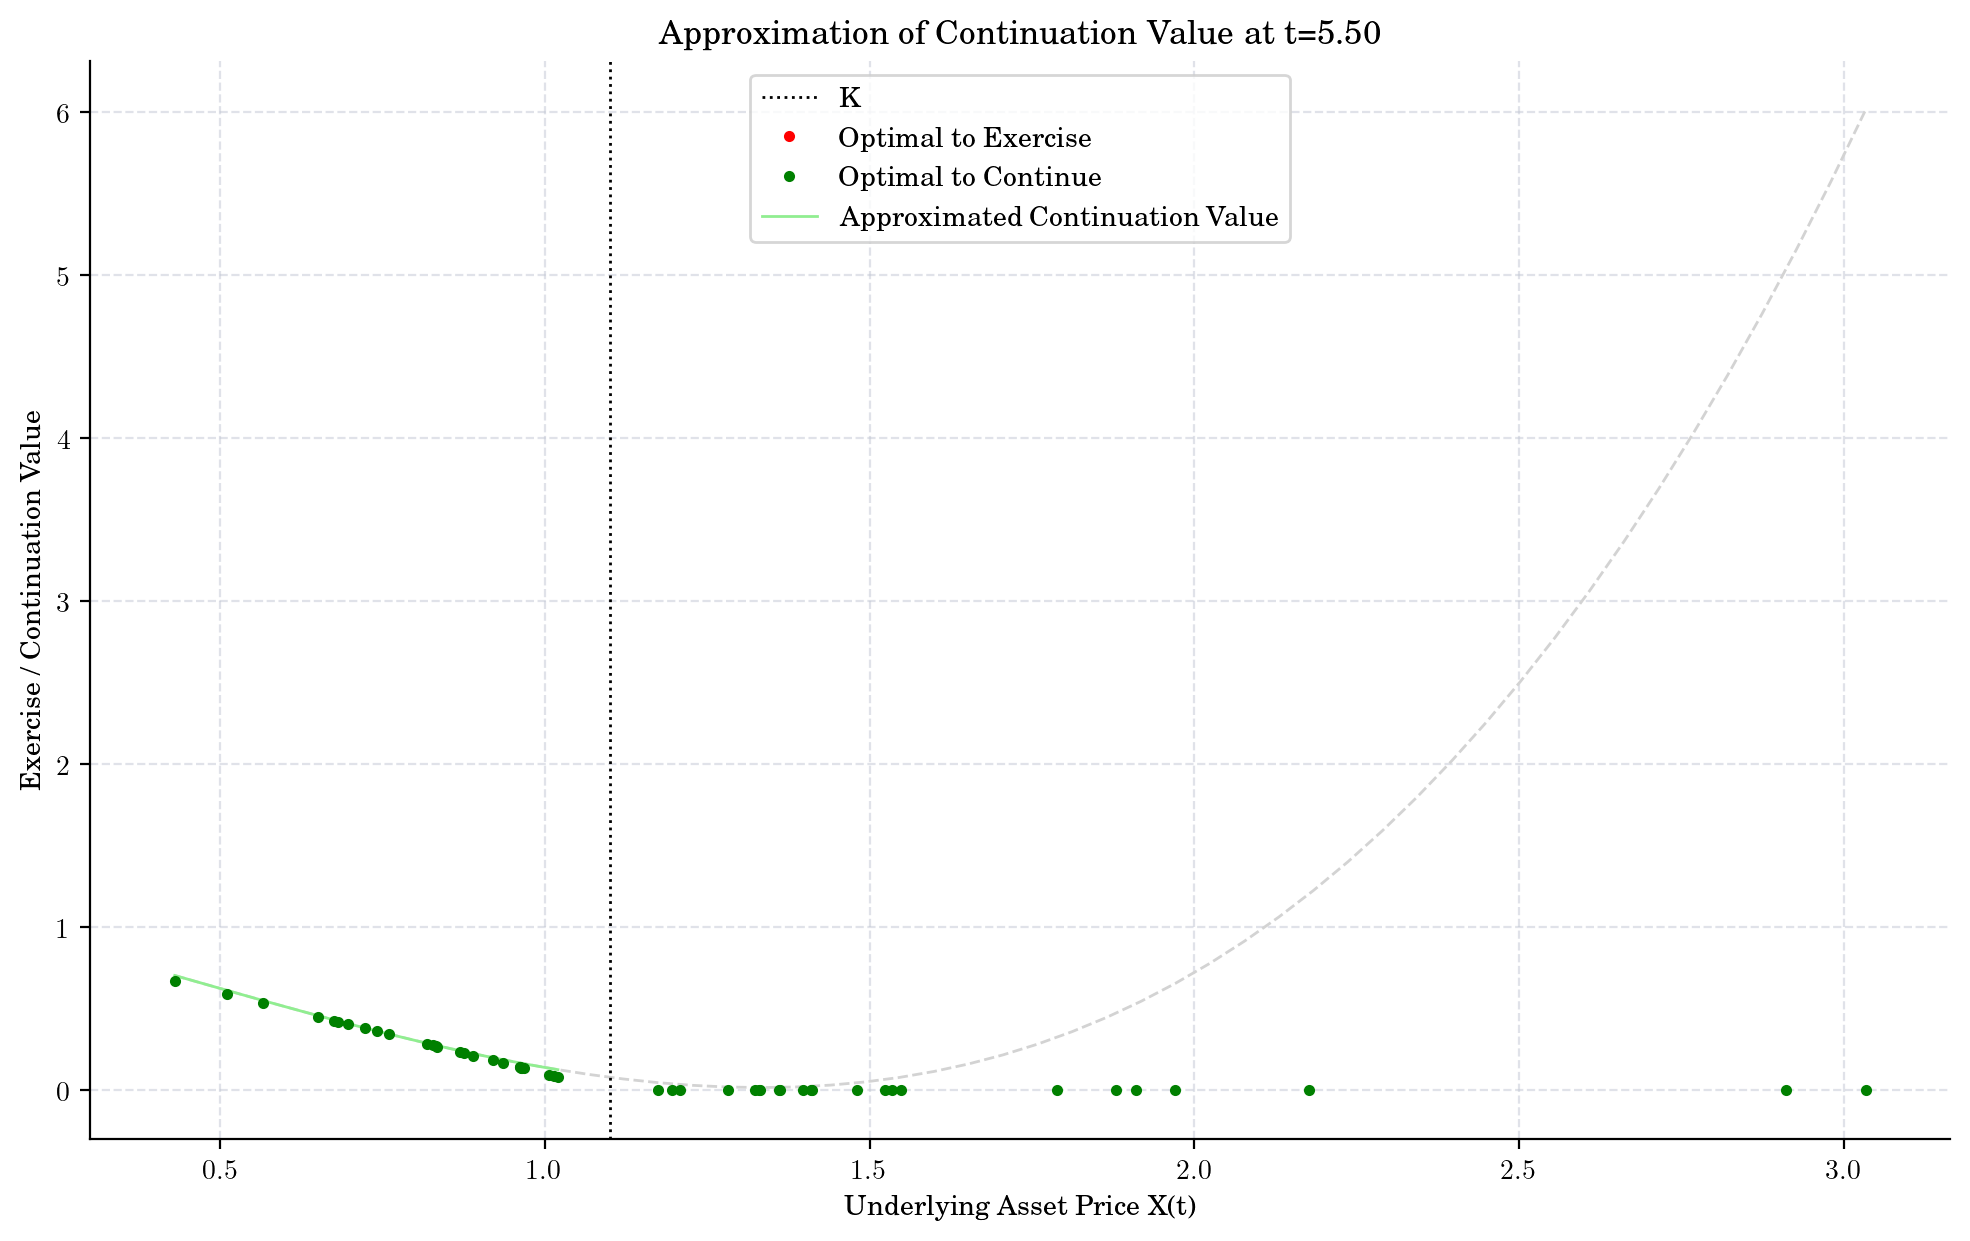 Approximation of Continuation Value at t=5.50
K
Optimal to Exercise
Optimal to Continue
Approximated Continuation Value
Exercise / Continuation Value
6
5
4
3
2
1
0
0.5
1.0
1.5
2.0
2.5
3.0
Underlying Asset Price X(t)